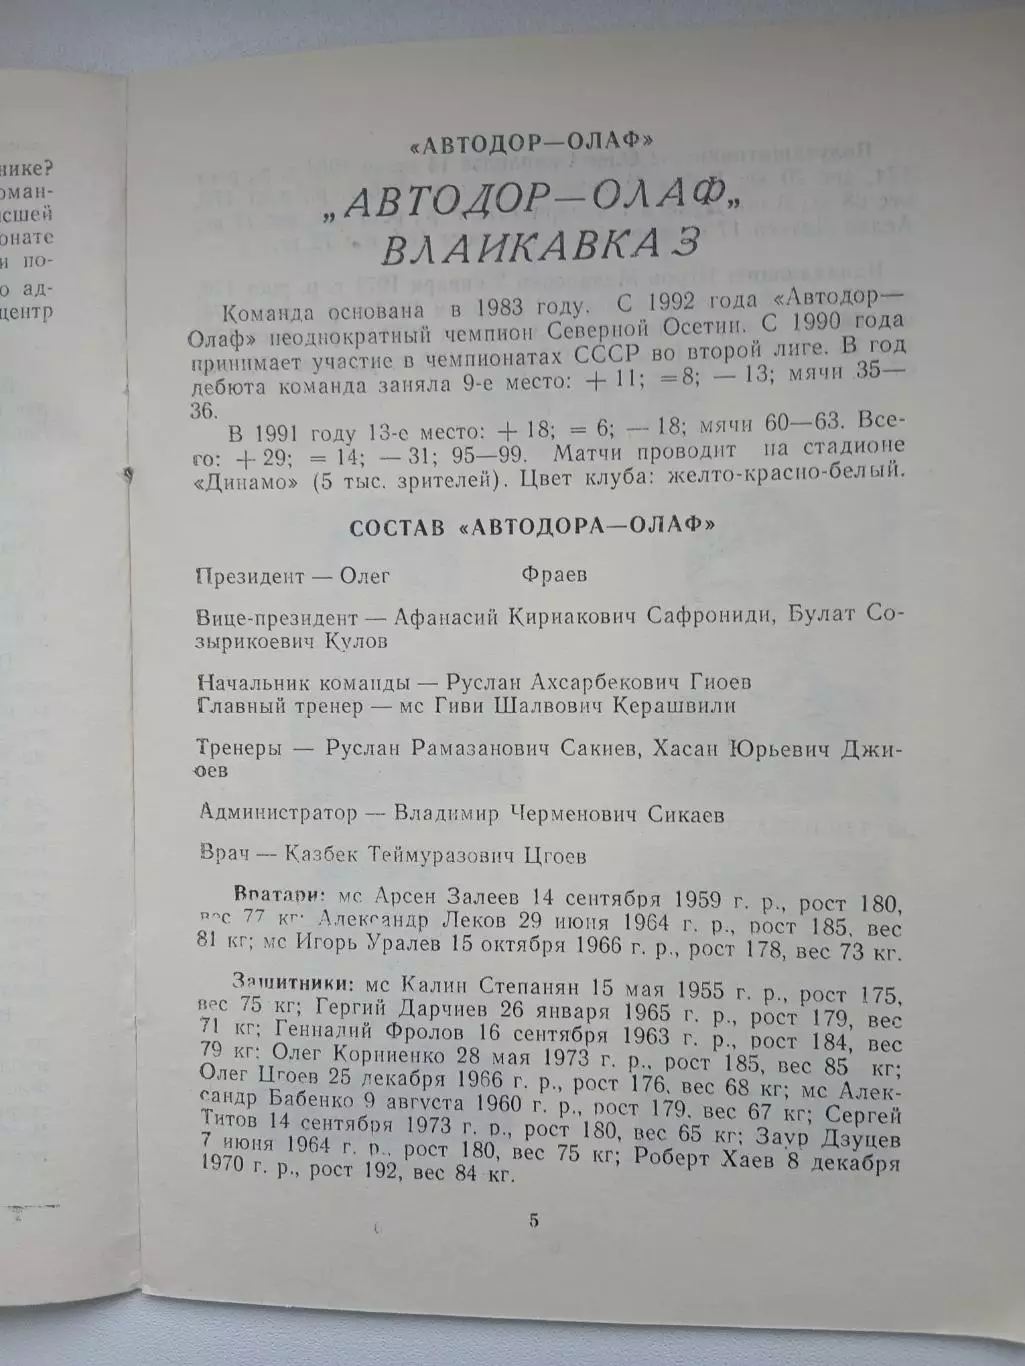 нике?
оман-
сшей
онате
и по-
о ад-
центр
«АВТОДОР—ОЛАФ»
„АВТОДОР—ОЛАФ„
ВЛАИКАВКАЗ
Команда основана в 1983 году. С 1992 года «Автодор—
Олаф» неоднократный чемпион Северной Осетии. С 1990 года
принимает участие в чемпионатах СССР во второй лиге. В год
дебюта команда заняла 9-е место: + 11; =8; — 13; мячи 35—
36.
В 1991 году 13-е место: + 18; = 6; — 18; мячи 60—63. Все-
го: + 29; = 14; — 31; 95—99. Матчи проводит на стадионе
«Динамо» (5 тыс. зрителей). Цвет клуба: желто-красно-белый.
СОСТАВ «АВТОДОРА—ОЛАФ»
Президент — Олег Фраев
Вице-президент — Афанасий Кириакович Сафрониди, Булат Со-
зырикоевич Кулов
Начальник команды — Руслан Ахсарбекович Гиоев
Главный тренер — мс Гиви Шалвович Керашвили
Тренеры — Руслан Рамазанович Сакиев, Хасан Юрьевич Джи-
оев
Администратор — Владимир Черменович Сикаев
Врач — Казбек Теймуразович Цгоев
Вратари: мс Арсен Залеев 14 сентября 1959 г. р., рост 180,
вес 77 кг; Александр Леков 29 июня 1964 г. р., рост 185, вес
81 кг; мс Игорь Уралев 15 октября 1966 г. р., рост 178, вес 73 кг.
Защитники: мс Калин Степанян 15 мая 1955 г. р., рост 175,
вес 75 кг; Гергий Дарчиев 26 января 1965 г. р., рост 179, вес
71 кг; Геннадий Фролов 16 сентября 1963 г. р., рост 184, вес
79 кг; Олег Корниенко 28 мая 1973 г. р., рост 185, вес 85 кг;
Олег Цгоев 25 декабря 1966 г. р., рост 176, вес 68 кг; мс Алек-
сандр Бабенко 9 августа 1960 г. р., рост 179, вес 67 кг; Сергей
Титов 14 сентября 1973 г. р., рост 180, вес 65 кг; Заур Дзуцев
7 июня 1964 г. р., рост 180, вес 75 кг; Роберт Хаев 8 декабря
1970 г. р., рост 192, вес 84 кг.
5